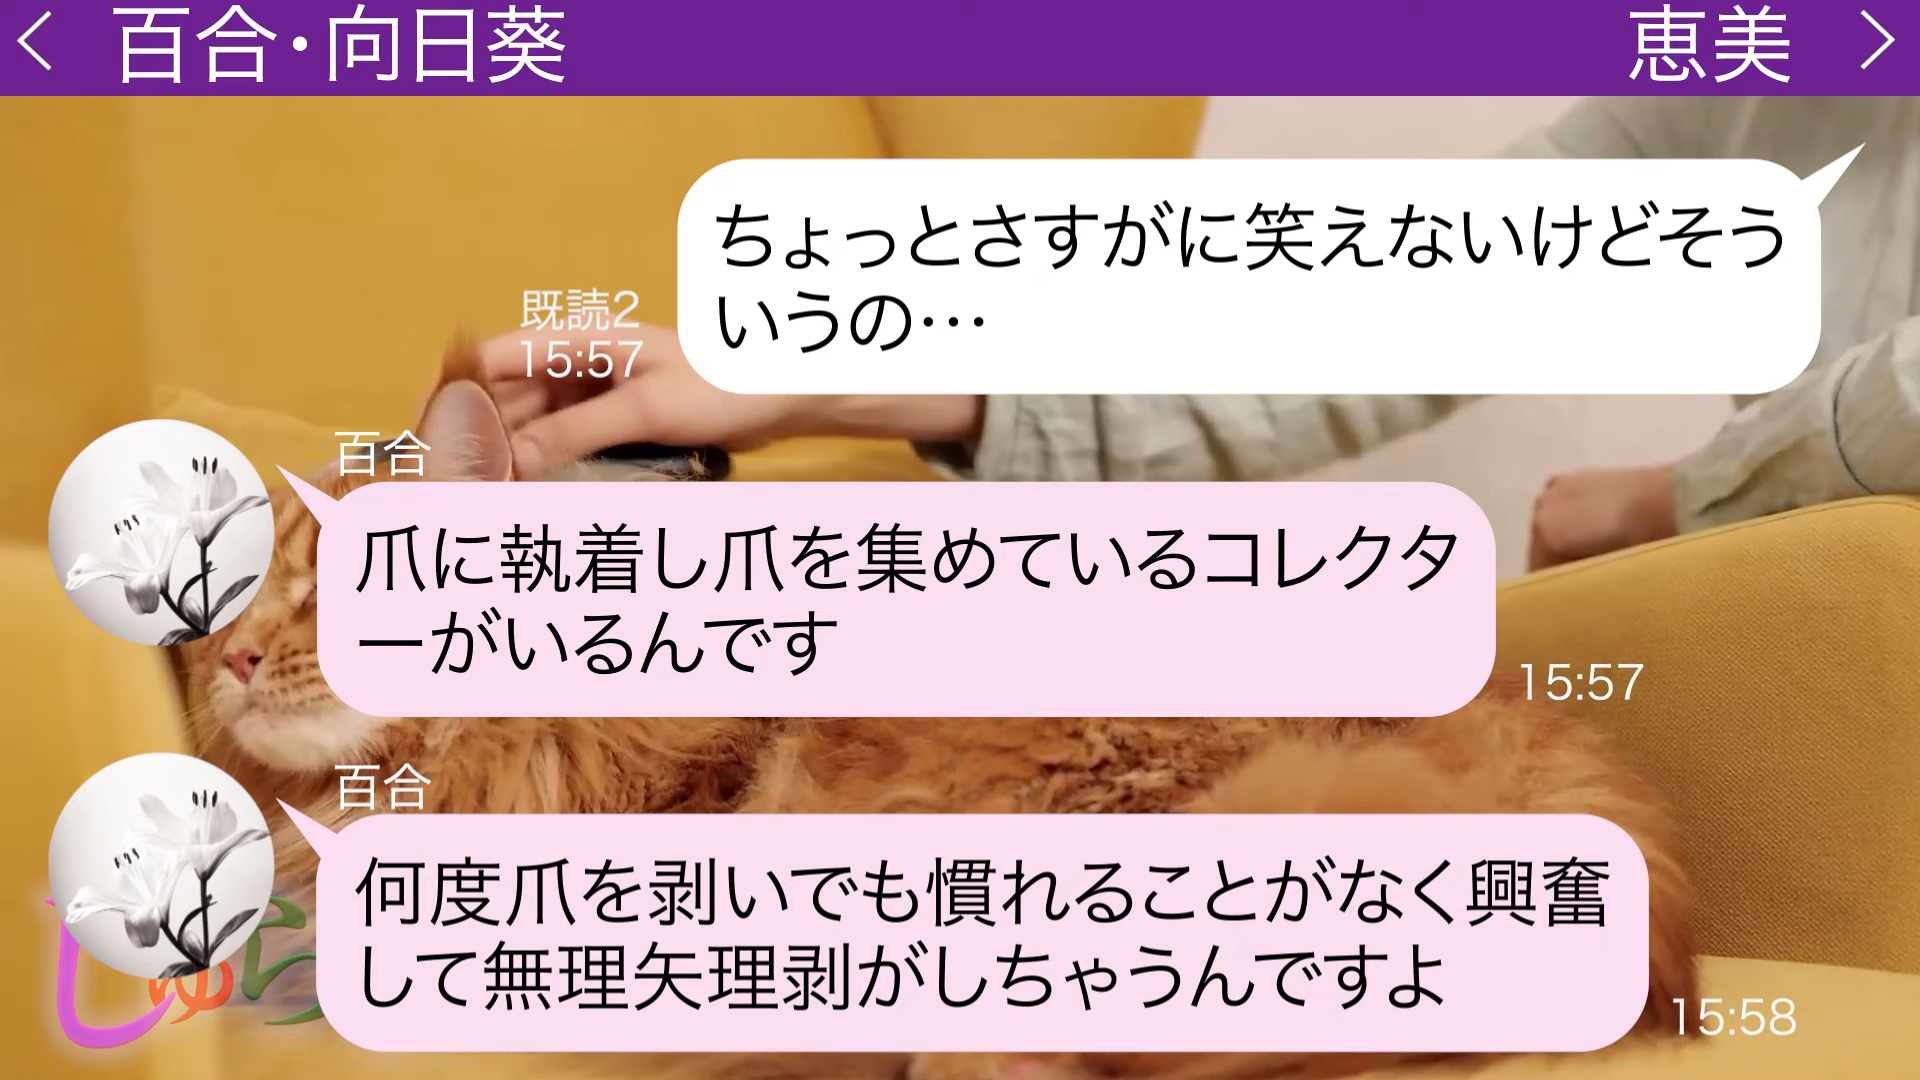 百合・向日葵
恵美
ちょっとさすがに笑えないけどそう
いうの…
既読2
15:57
百合
爪に執着し爪を集めているコレクタ
ーがいるんです
15:57
百合
何度爪を剥いでも慣れることがなく興奮
して無理矢理剥がしちゃうんですよ
15:58